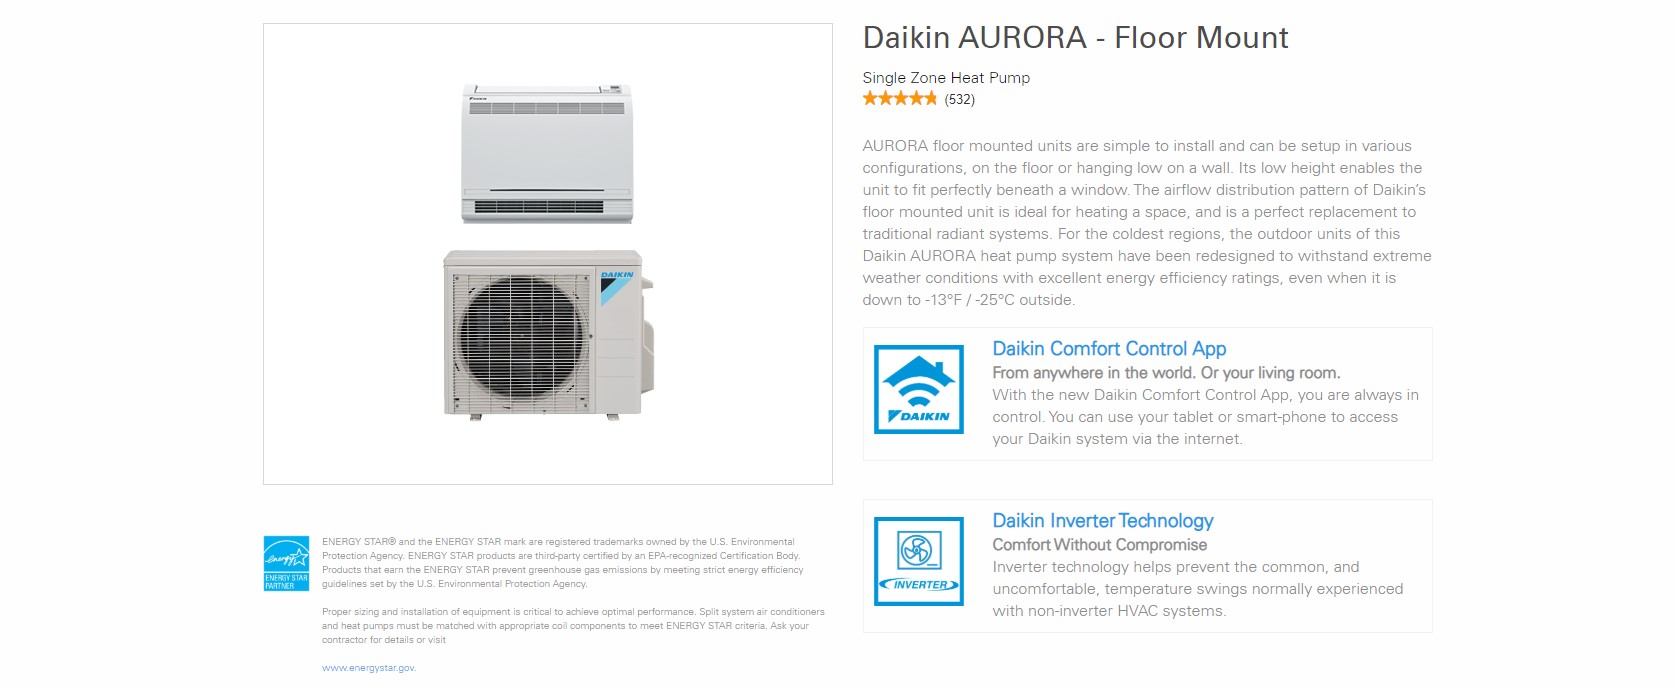 Daikin AURORA - Floor Mount
Single Zone Heat Pump
(532)
AURORA floor mounted units are simple to install and can be setup in various
configurations, on the floor or hanging low on a wall. Its low height enables the
unit to fit perfectly beneath a window. The airflow distribution pattern of Daikin's
floor mounted unit is ideal for heating a space, and is a perfect replacement to
traditional radiant systems. For the coldest regions, the outdoor units of this
Daikin AURORA heat pump system have been redesigned to withstand extreme
weather conditions with excellent energy efficiency ratings, even when it is
down to -13°F / -25°C outside.
DAIKIN
DAIKIN
Daikin Comfort Control App
From anywhere in the world. Or your living room.
With the new Daikin Comfort Control App, you are always in
control. You can use your tablet or smart-phone to access
your Daikin system via the internet.
INVERTER
Daikin Inverter Technology
Comfort Without Compromise
Inverter technology helps prevent the common, and
uncomfortable, temperature swings normally experienced
with non-inverter HVAC systems.
energy
ENERGY STAR
PARTNER
ENERGY STAR® and the ENERGY STAR mark are registered trademarks owned by the U.S. Environmental
Protection Agency. ENERGY STAR products are third-party certified by an EPA-recognized Certification Body.
Products that earn the ENERGY STAR prevent greenhouse gas emissions by meeting strict energy efficiency
guidelines set by the U.S. Environmental Protection Agency.
Proper sizing and installation of equipment is critical to achieve optimal performance. Split system air conditioners
and heat pumps must be matched with appropriate coil components to meet ENERGY STAR criteria. Ask your
contractor for details or visit
www.energystar.gov.